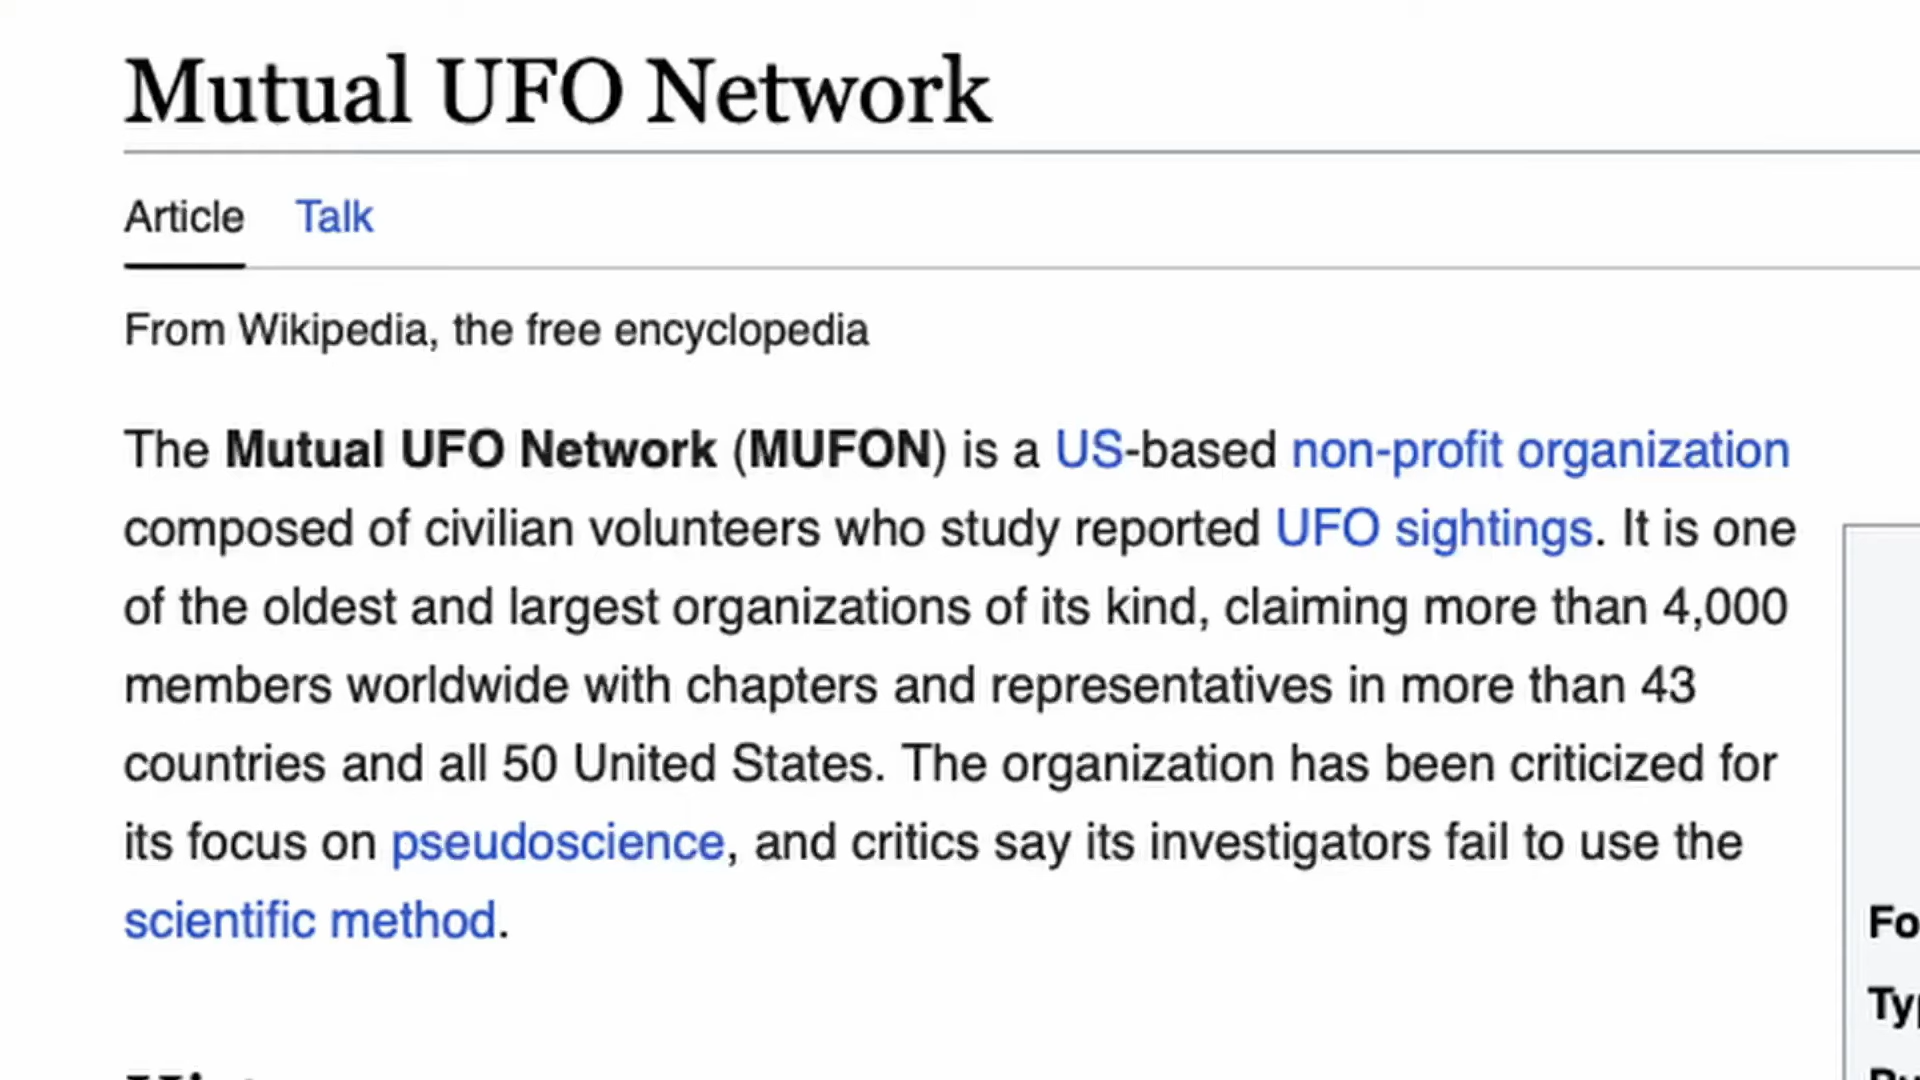 Mutual UFO Network
Article Talk
From Wikipedia, the free encyclopedia
The Mutual UFO Network (MUFON) is a US-based non-profit organization
composed of civilian volunteers who study reported UFO sightings. It is one
of the oldest and largest organizations of its kind, claiming more than 4,000
members worldwide with chapters and representatives in more than 43
countries and all 50 United States. The organization has been criticized for
its focus on pseudoscience, and critics say its investigators fail to use the
scientific method.